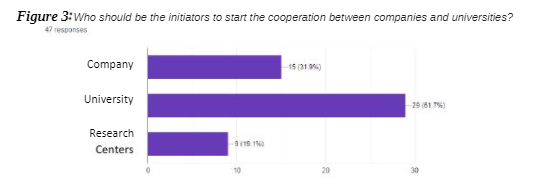 Figure 3: Who should be the initiators to start the cooperation between companies and universities?
47 responses
Company
15 (31.9%)
University
29 (61.7%)
Research
Centers
9 (19.1%)
0 10 20 30